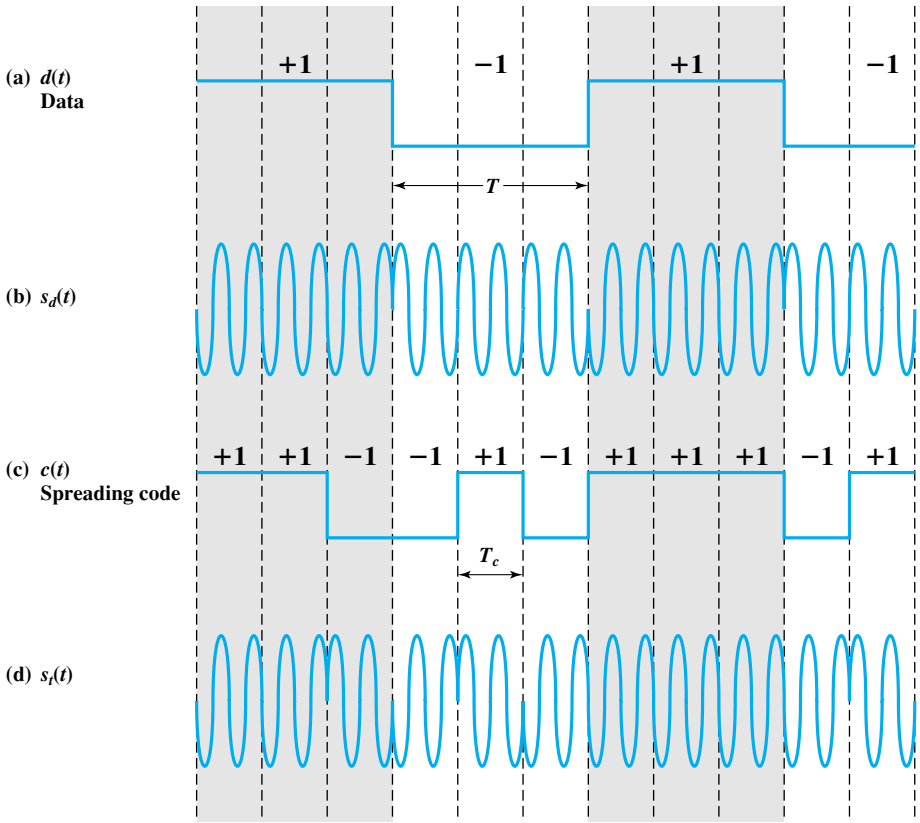 +1 −1 +1 −1
(a) d(t)
Data
T
(b) s_d(t)
+1 +1 −1 −1 +1 −1 +1 +1 +1 −1 +1
(c) c(t)
Spreading code
T_c
(d) s_t(t)